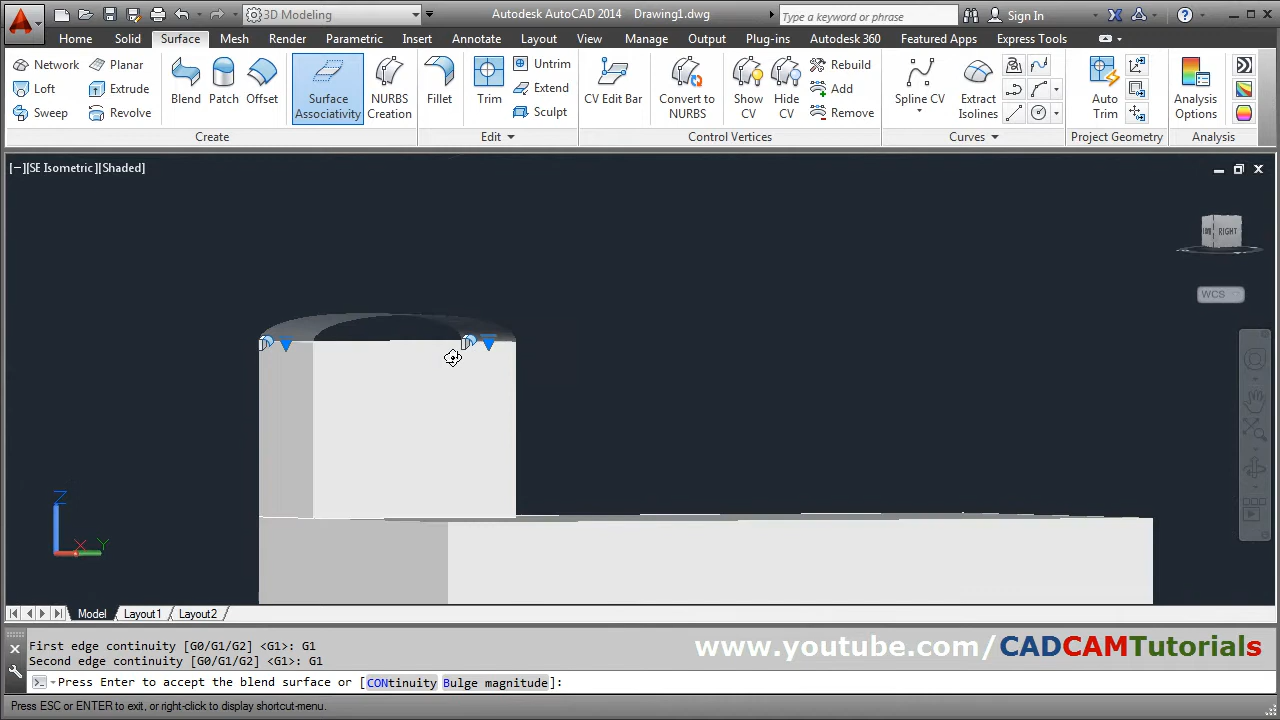 Autodesk AutoCAD 2014 Drawing1.dwg
3D Modeling
Type a keyword or phrase
Sign In
Home Solid Surface Mesh Render Parametric Insert Annotate Layout View Manage Output Plug-ins Autodesk 360 Featured Apps Express Tools
Network Planar
Loft Extrude
Sweep Revolve
Blend Patch Offset
Surface Associativity
NURBS Creation
Fillet
Trim
Untrim
Extend
Sculpt
CV Edit Bar
Convert to NURBS
Show CV
Hide CV
Rebuild
Add
Remove
Spline CV
Extract Isolines
Auto Trim
Analysis Options
Create Edit Control Vertices Curves Project Geometry Analysis
[−][SE Isometric][Shaded]
RIGHT
WCS
Z
X Y
Model Layout1 Layout2
First edge continuity [G0/G1/G2] <G1>: G1
Second edge continuity [G0/G1/G2] <G1>: G1
www.youtube.com/CADCAMTutorials
Press Enter to accept the blend surface or [CONtinuity Bulge magnitude]:
Press ESC or ENTER to exit, or right-click to display shortcut-menu.